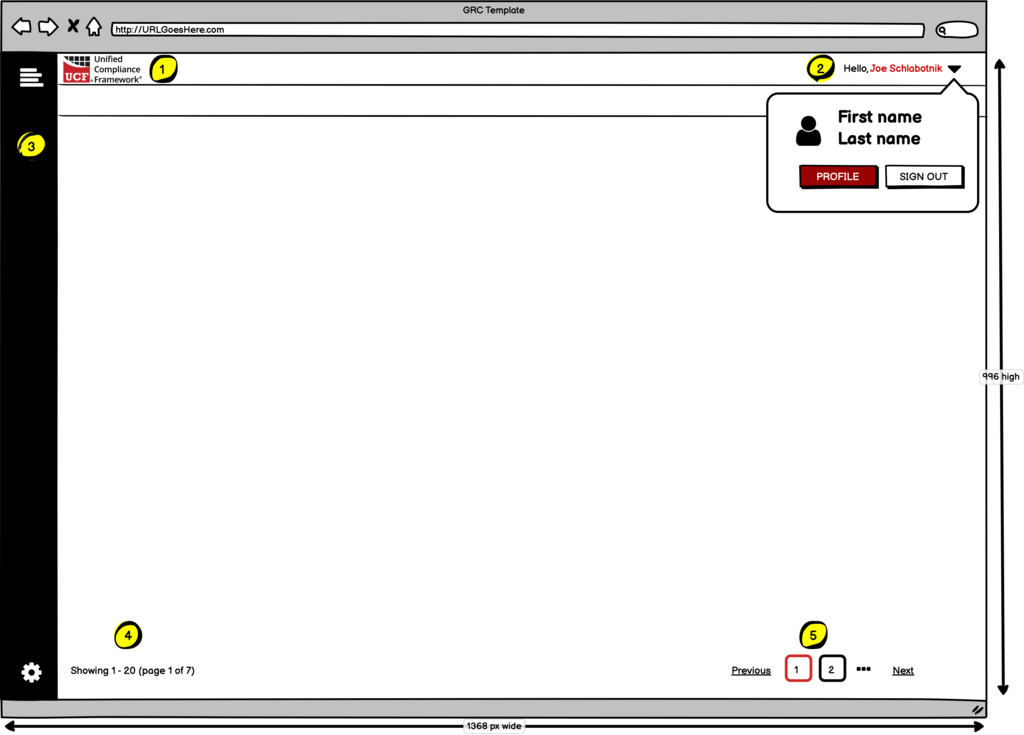 GRC Template
http://URLGoesHere.com
UCF
Unified
Compliance
Framework®
1
2
Hello, Joe Schlabotnik
First name
Last name
PROFILE
SIGN OUT
3
996 high
4
5
Showing 1 - 20 (page 1 of 7)
Previous
1
2
Next
1368 px wide